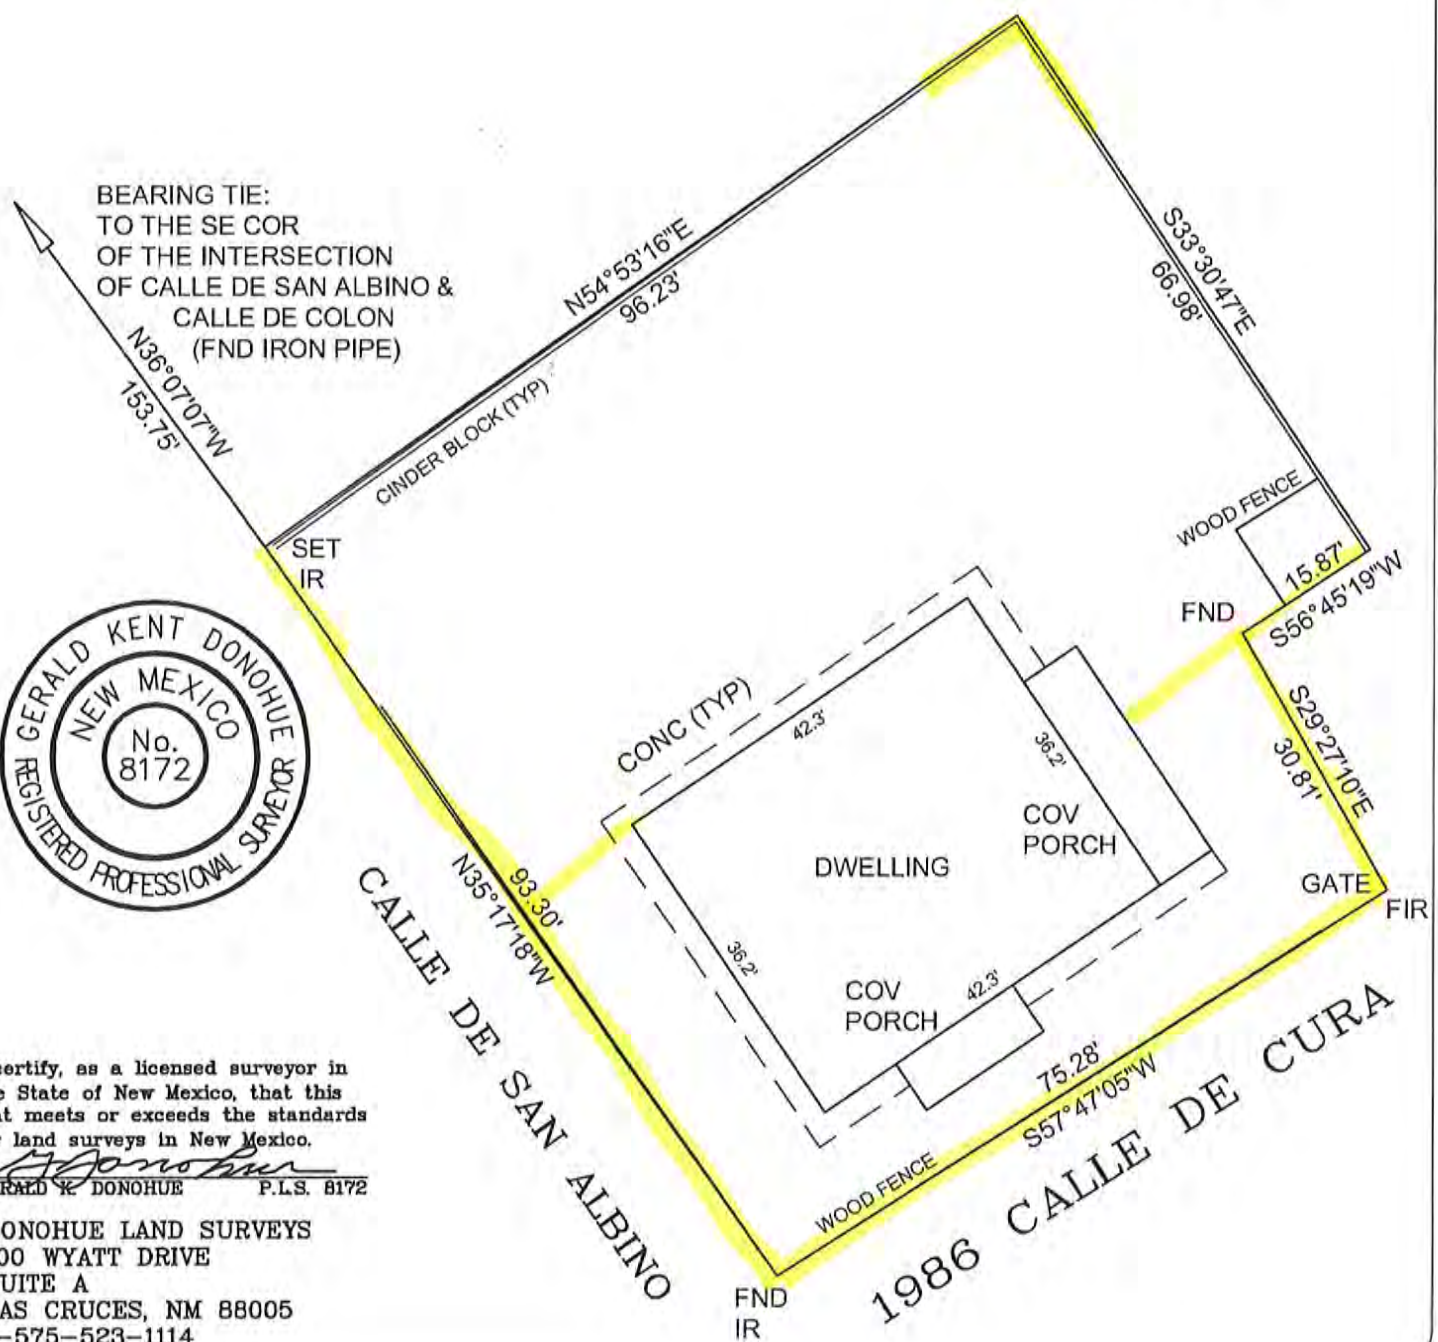 BEARING TIE:
TO THE SE COR
OF THE INTERSECTION
OF CALLE DE SAN ALBINO &
CALLE DE COLON
(FND IRON PIPE)
N36°07'07"W
153.75'
N54°53'16"E
96.23'
CINDER BLOCK (TYP)
S33°30'47"E
66.98'
WOOD FENCE
15.87'
S56°45'19"W
FND
SET
IR
GERALD KENT DONOHUE
NEW MEXICO
No.
8172
REGISTERED PROFESSIONAL SURVEYOR
CONC (TYP)
42.3'
36.2'
COV
PORCH
DWELLING
S29°27'10"E
30.81'
GATE
FIR
93.30'
N35°17'18"W
36.2'
COV
PORCH
42.3'
CALLE DE SAN ALBINO
75.28'
S57°47'05"W
WOOD FENCE
1986 CALLE DE CURA
FND
IR
certify, as a licensed surveyor in
e State of New Mexico, that this
at meets or exceeds the standards
r land surveys in New Mexico.
RALD K. DONOHUE P.L.S. 8172
ONOHUE LAND SURVEYS
00 WYATT DRIVE
UITE A
AS CRUCES, NM 88005
-575-523-1114